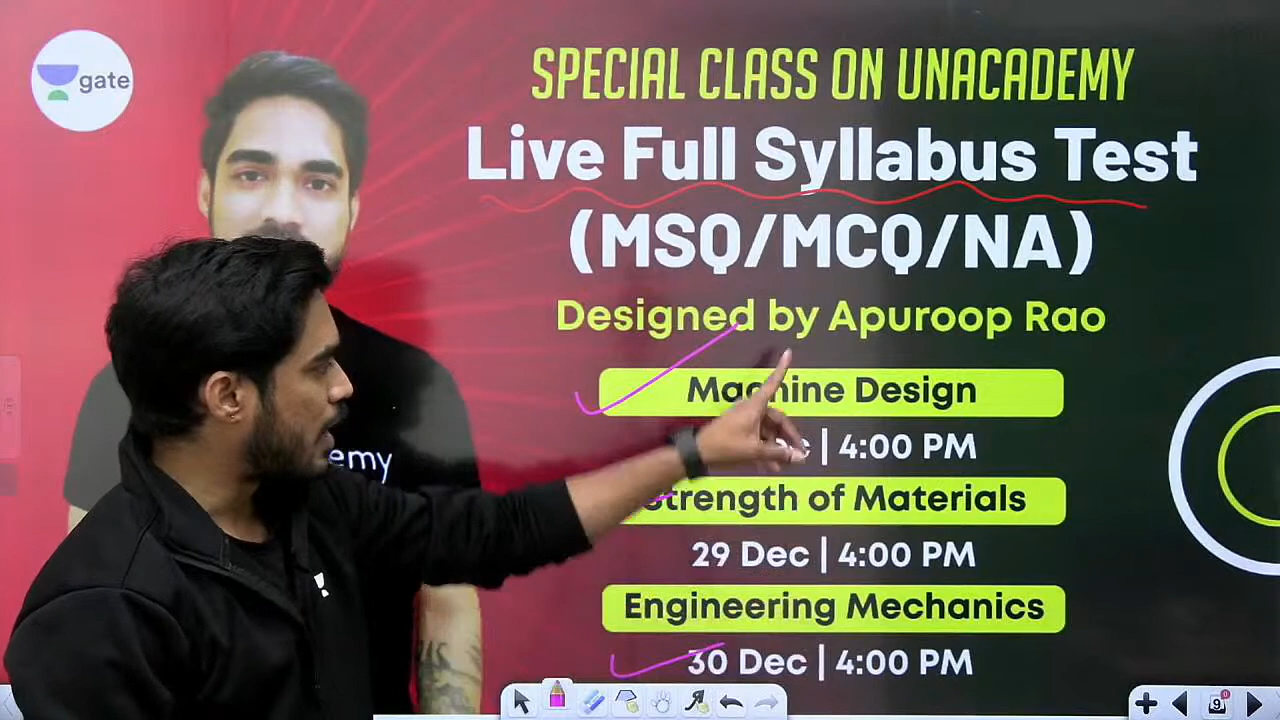 gate
SPECIAL CLASS ON UNACADEMY
Live Full Syllabus Test
(MSQ/MCQ/NA)
Designed by Apuroop Rao
Machine Design
| 4:00 PM
Strength of Materials
29 Dec | 4:00 PM
Engineering Mechanics
30 Dec | 4:00 PM
9